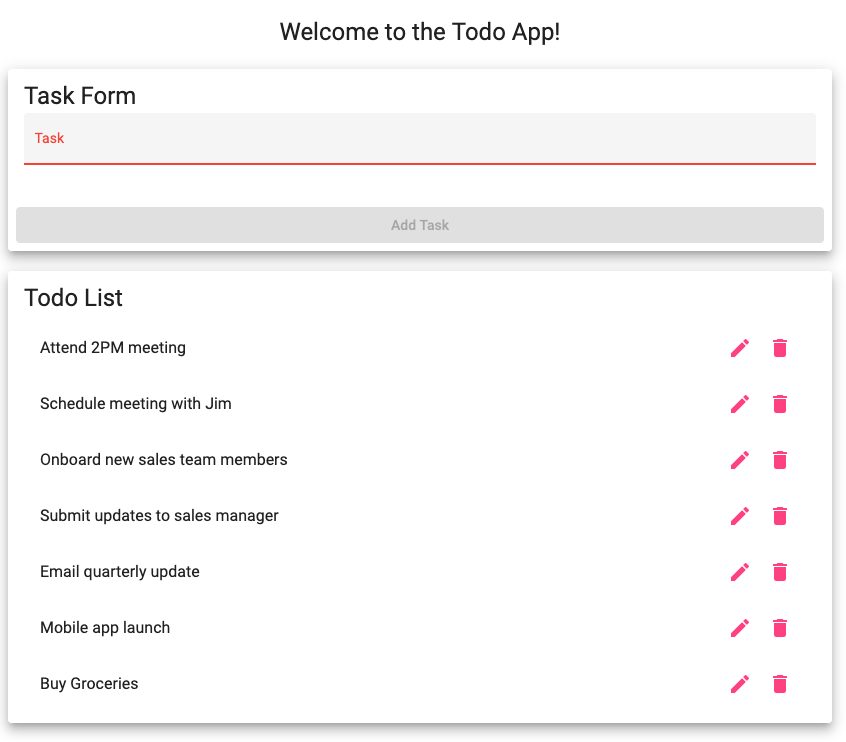 Welcome to the Todo App!
Task Form
Task
Add Task
Todo List
Attend 2PM meeting
Schedule meeting with Jim
Onboard new sales team members
Submit updates to sales manager
Email quarterly update
Mobile app launch
Buy Groceries